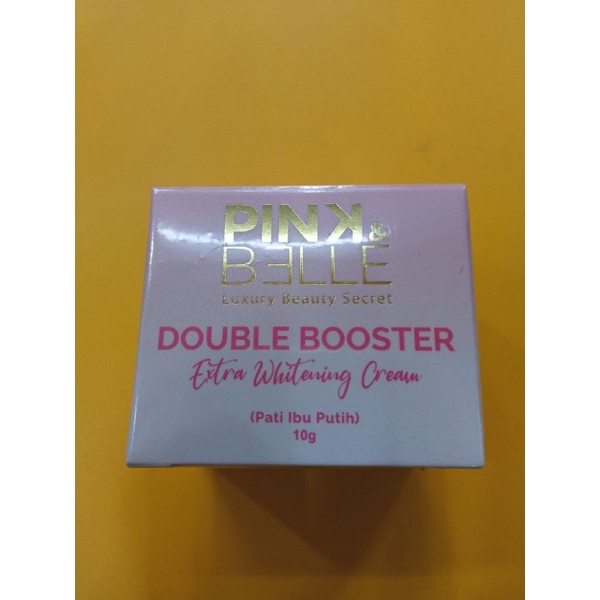 PINK &
BELLE
Luxury Beauty Secret
DOUBLE BOOSTER
Extra Whitening Cream
(Pati Ibu Putih)
10g